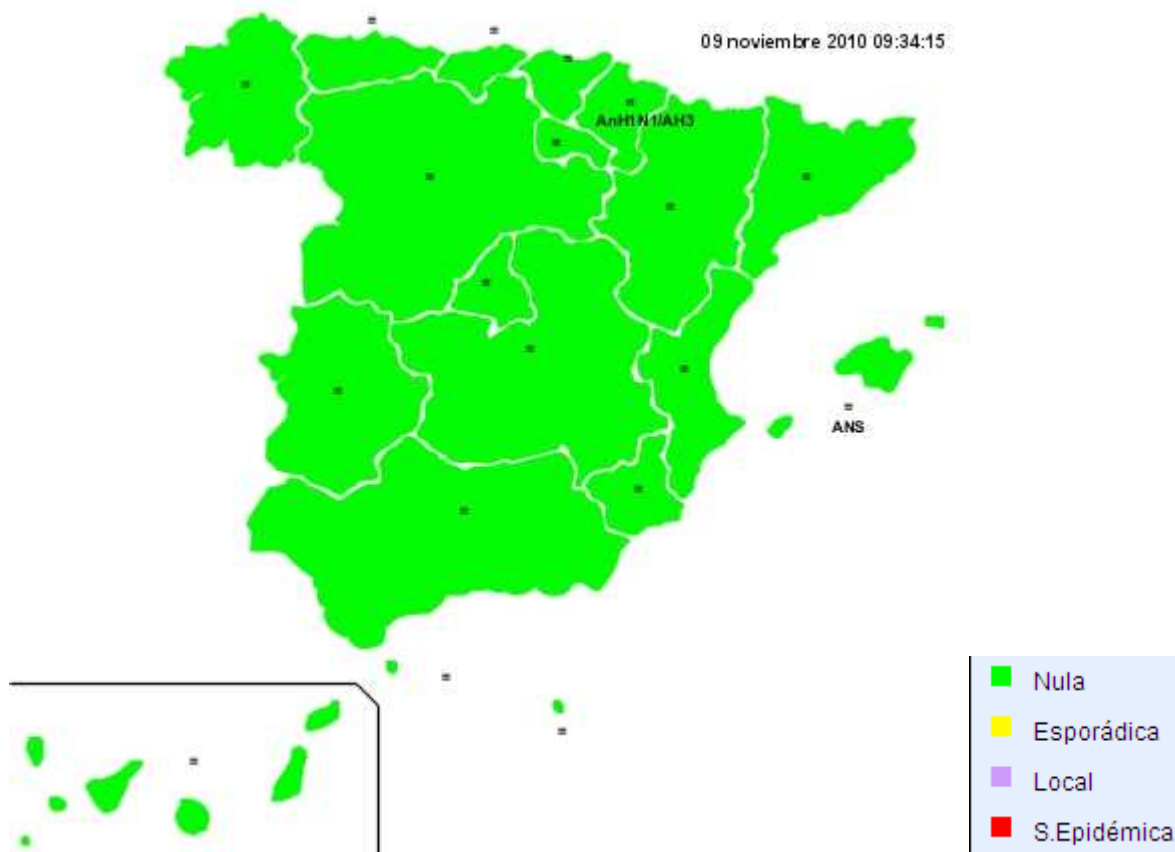 09 noviembre 2010 09:34:15
=
=
=
=
=
AnH1N1/AH3
=
=
=
=
=
=
=
=
=
ANS
=
=
=
=
=
Nula
Esporádica
Local
S.Epidémica